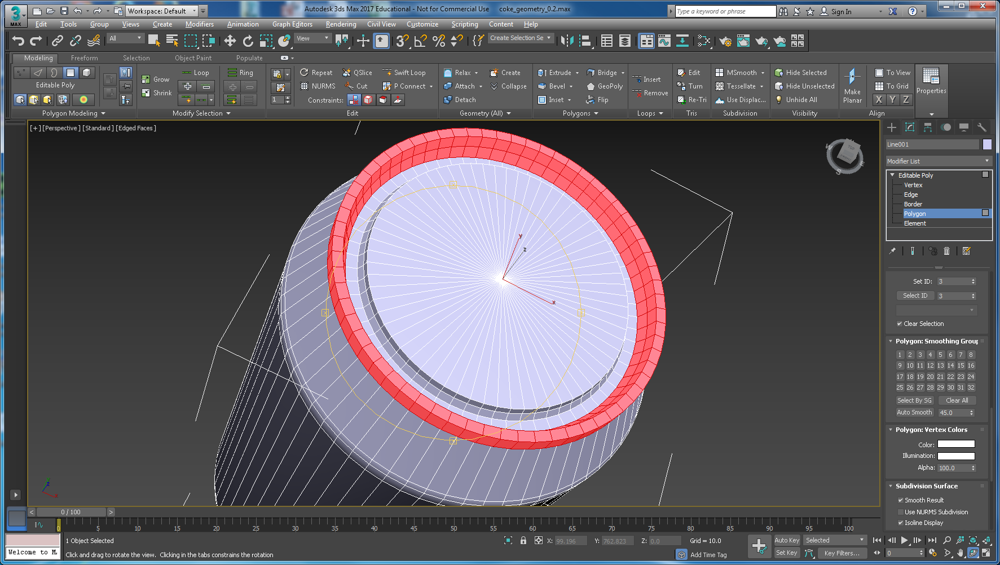 Workspace: Default
Autodesk 3ds Max 2017 Educational - Not for Commercial Use    coke_geometry_0.2.max
Type a keyword or phrase
Sign In
3
MAX
Edit Tools Group Views Create Modifiers Animation Graph Editors Rendering Civil View Customize Scripting Content Help
All
View
Create Selection Se
Modeling Freeform Selection Object Paint Populate
Editable Poly
Polygon Modeling
Grow
Shrink
Loop
Ring
Modify Selection
1
Repeat QSlice Swift Loop
NURMS Cut P Connect
Constraints:
Edit
Relax Create
Attach Collapse
Detach
Geometry (All)
Extrude Bridge
Bevel GeoPoly
Inset Flip
Polygons
Insert
Remove
Loops
Edit
Turn
Re-Tri
Tris
MSmooth
Tessellate
Use Displac...
Subdivision
Hide Selected
Hide Unselected
Unhide All
Visibility
Make
Planar
To View
To Grid
X Y Z
Align
Properties
[+] [Perspective ] [Standard ] [Edged Faces ]
TOP
W
S
E
y
z
x
Line001
Modifier List
Editable Poly
Vertex
Edge
Border
Polygon
Element
Set ID: 3
Select ID 3
Clear Selection
Polygon: Smoothing Group
1 2 3 4 5 6 7 8
9 10 11 12 13 14 15 16
17 18 19 20 21 22 23 24
25 26 27 28 29 30 31 32
Select By SG Clear All
Auto Smooth 45.0
Polygon: Vertex Colors
Color:
Illumination:
Alpha: 100.0
Subdivision Surface
Smooth Result
Use NURMS Subdivision
Isoline Display
< 0 / 100 >
0 5 10 15 20 25 30 35 40 45 50 55 60 65 70 75 80 85 90 95 100
Welcome to M
1 Object Selected
Click and drag to rotate the view.  Clicking in the tabs constrains the rotation
X: 99.196 Y: 762.823 Z: 0.0 Grid = 10.0
Add Time Tag
Auto Key Selected
Set Key Key Filters...
0